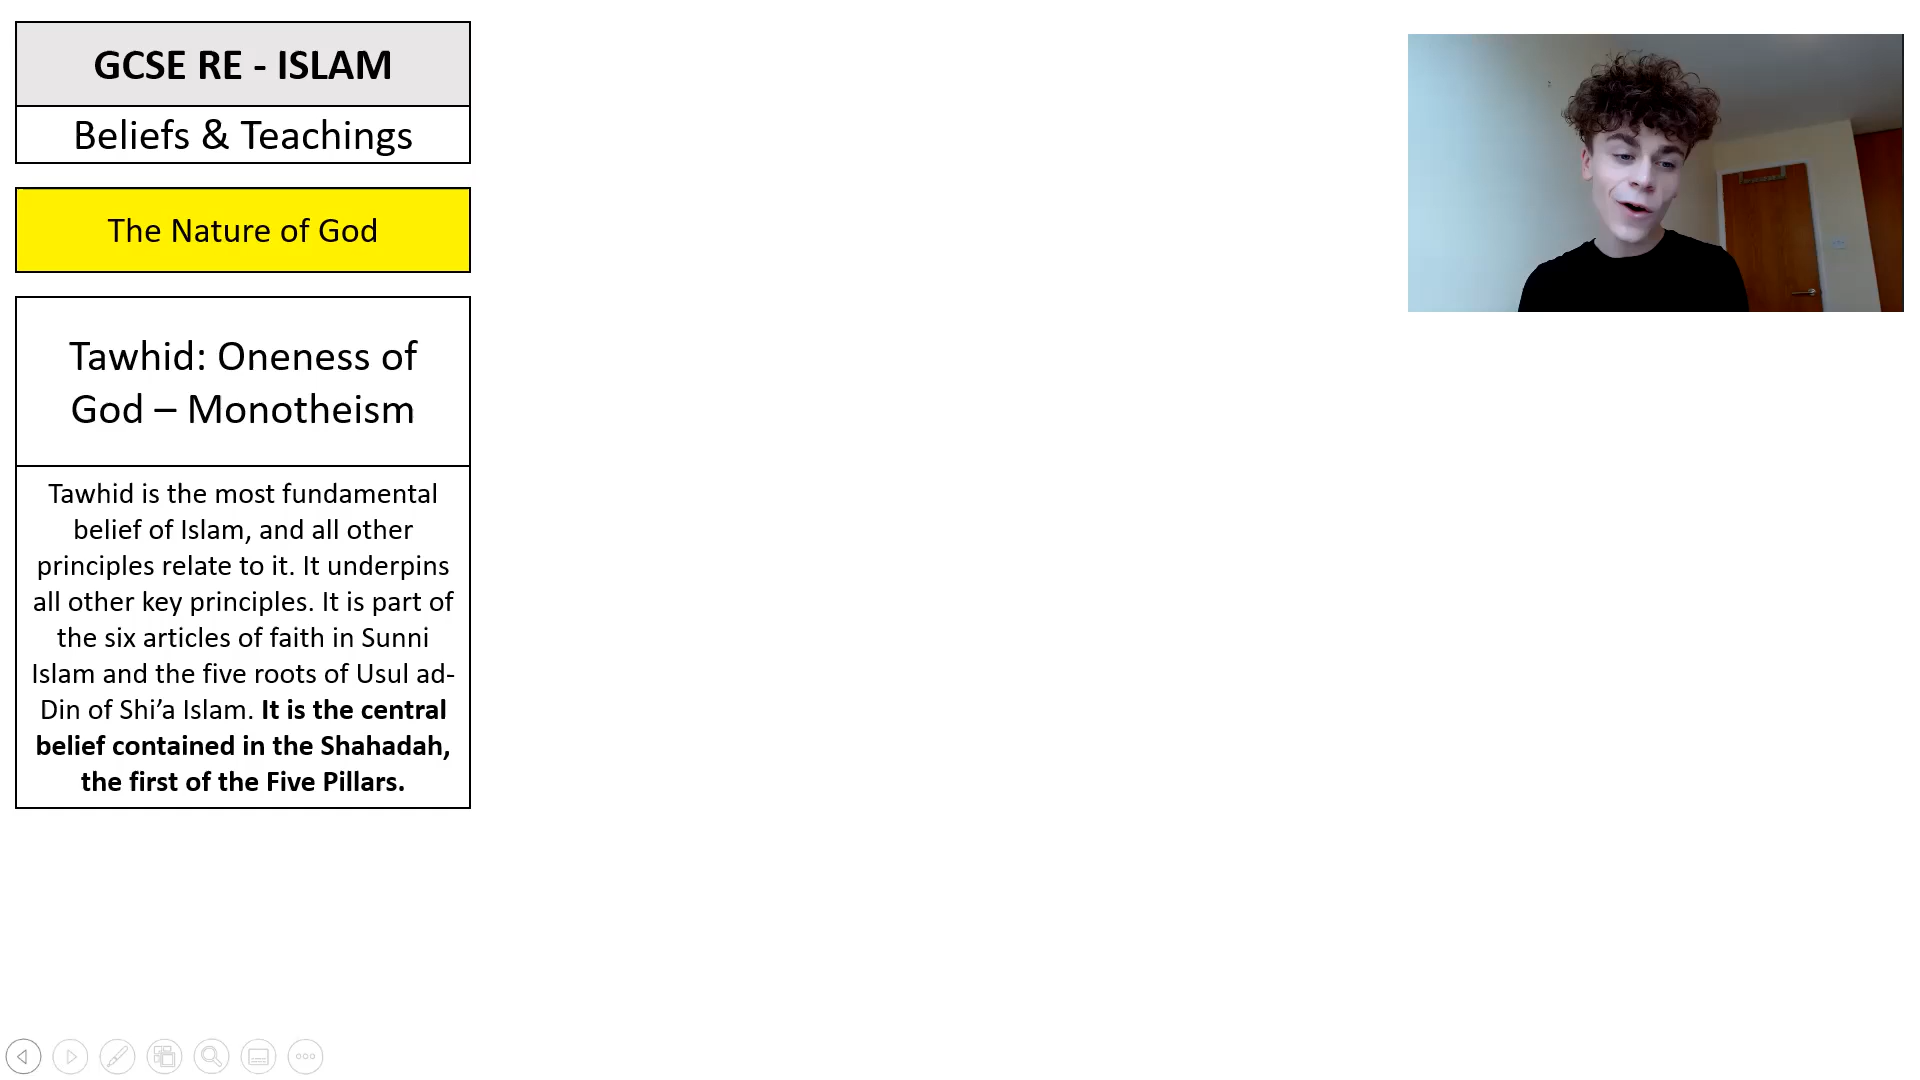 GCSE RE - ISLAM
Beliefs & Teachings
The Nature of God
Tawhid: Oneness of
God – Monotheism
Tawhid is the most fundamental
belief of Islam, and all other
principles relate to it. It underpins
all other key principles. It is part of
the six articles of faith in Sunni
Islam and the five roots of Usul ad-
Din of Shi’a Islam. It is the central
belief contained in the Shahadah,
the first of the Five Pillars.